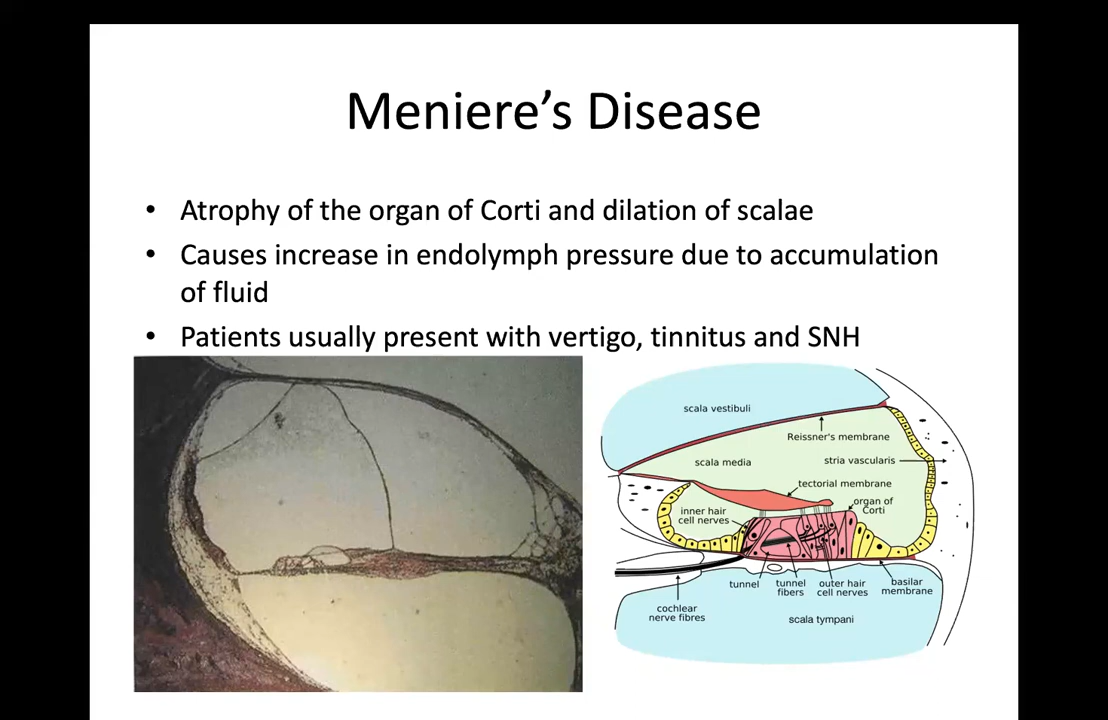 Meniere’s Disease
• Atrophy of the organ of Corti and dilation of scalae
• Causes increase in endolymph pressure due to accumulation
of fluid
• Patients usually present with vertigo, tinnitus and SNH
scala vestibuli
Reissner's membrane
scala media
stria vascularis
tectorial membrane
organ of
Corti
inner hair
cell nerves
tunnel
tunnel
fibers
outer hair
cell nerves
basilar
membrane
cochlear
nerve fibres
scala tympani